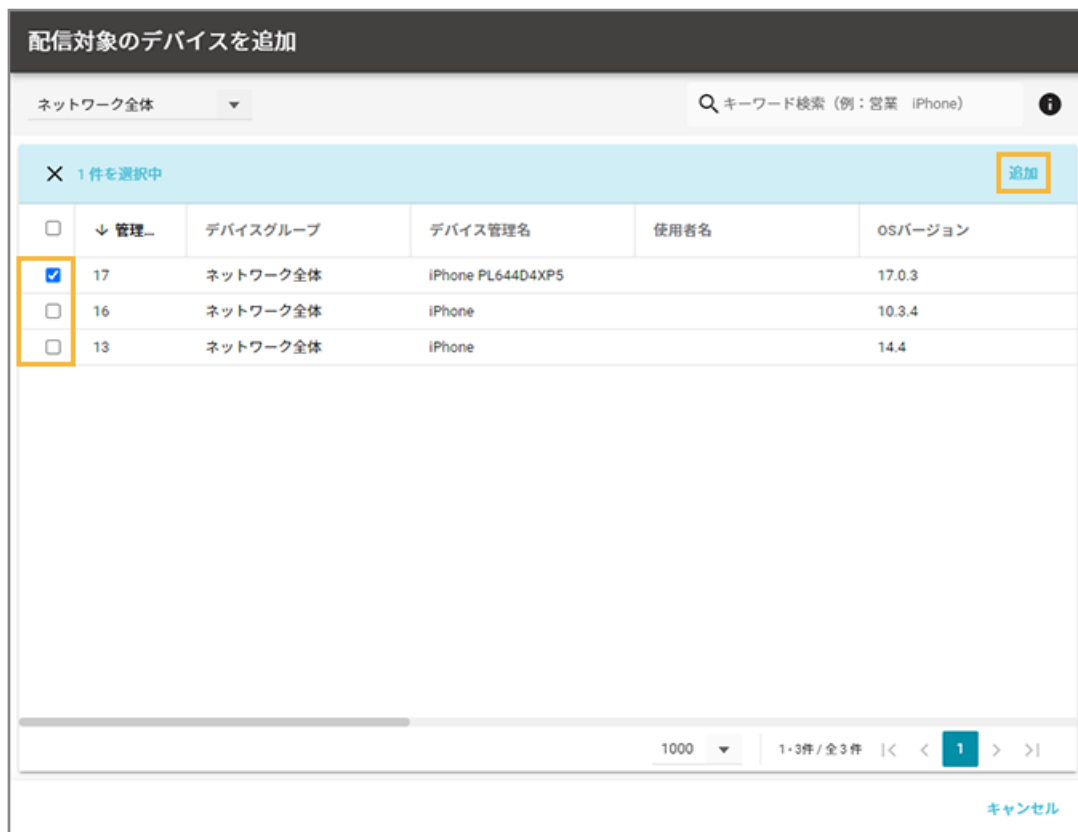 配信対象のデバイスを追加
ネットワーク全体 キーワード検索（例：営業 iPhone）
1 件を選択中 追加
管理... デバイスグループ デバイス管理名 使用者名 OSバージョン
17 ネットワーク全体 iPhone PL644D4XP5 17.0.3
16 ネットワーク全体 iPhone 10.3.4
13 ネットワーク全体 iPhone 14.4
1000 1-3件 / 全 3 件 1
キャンセル